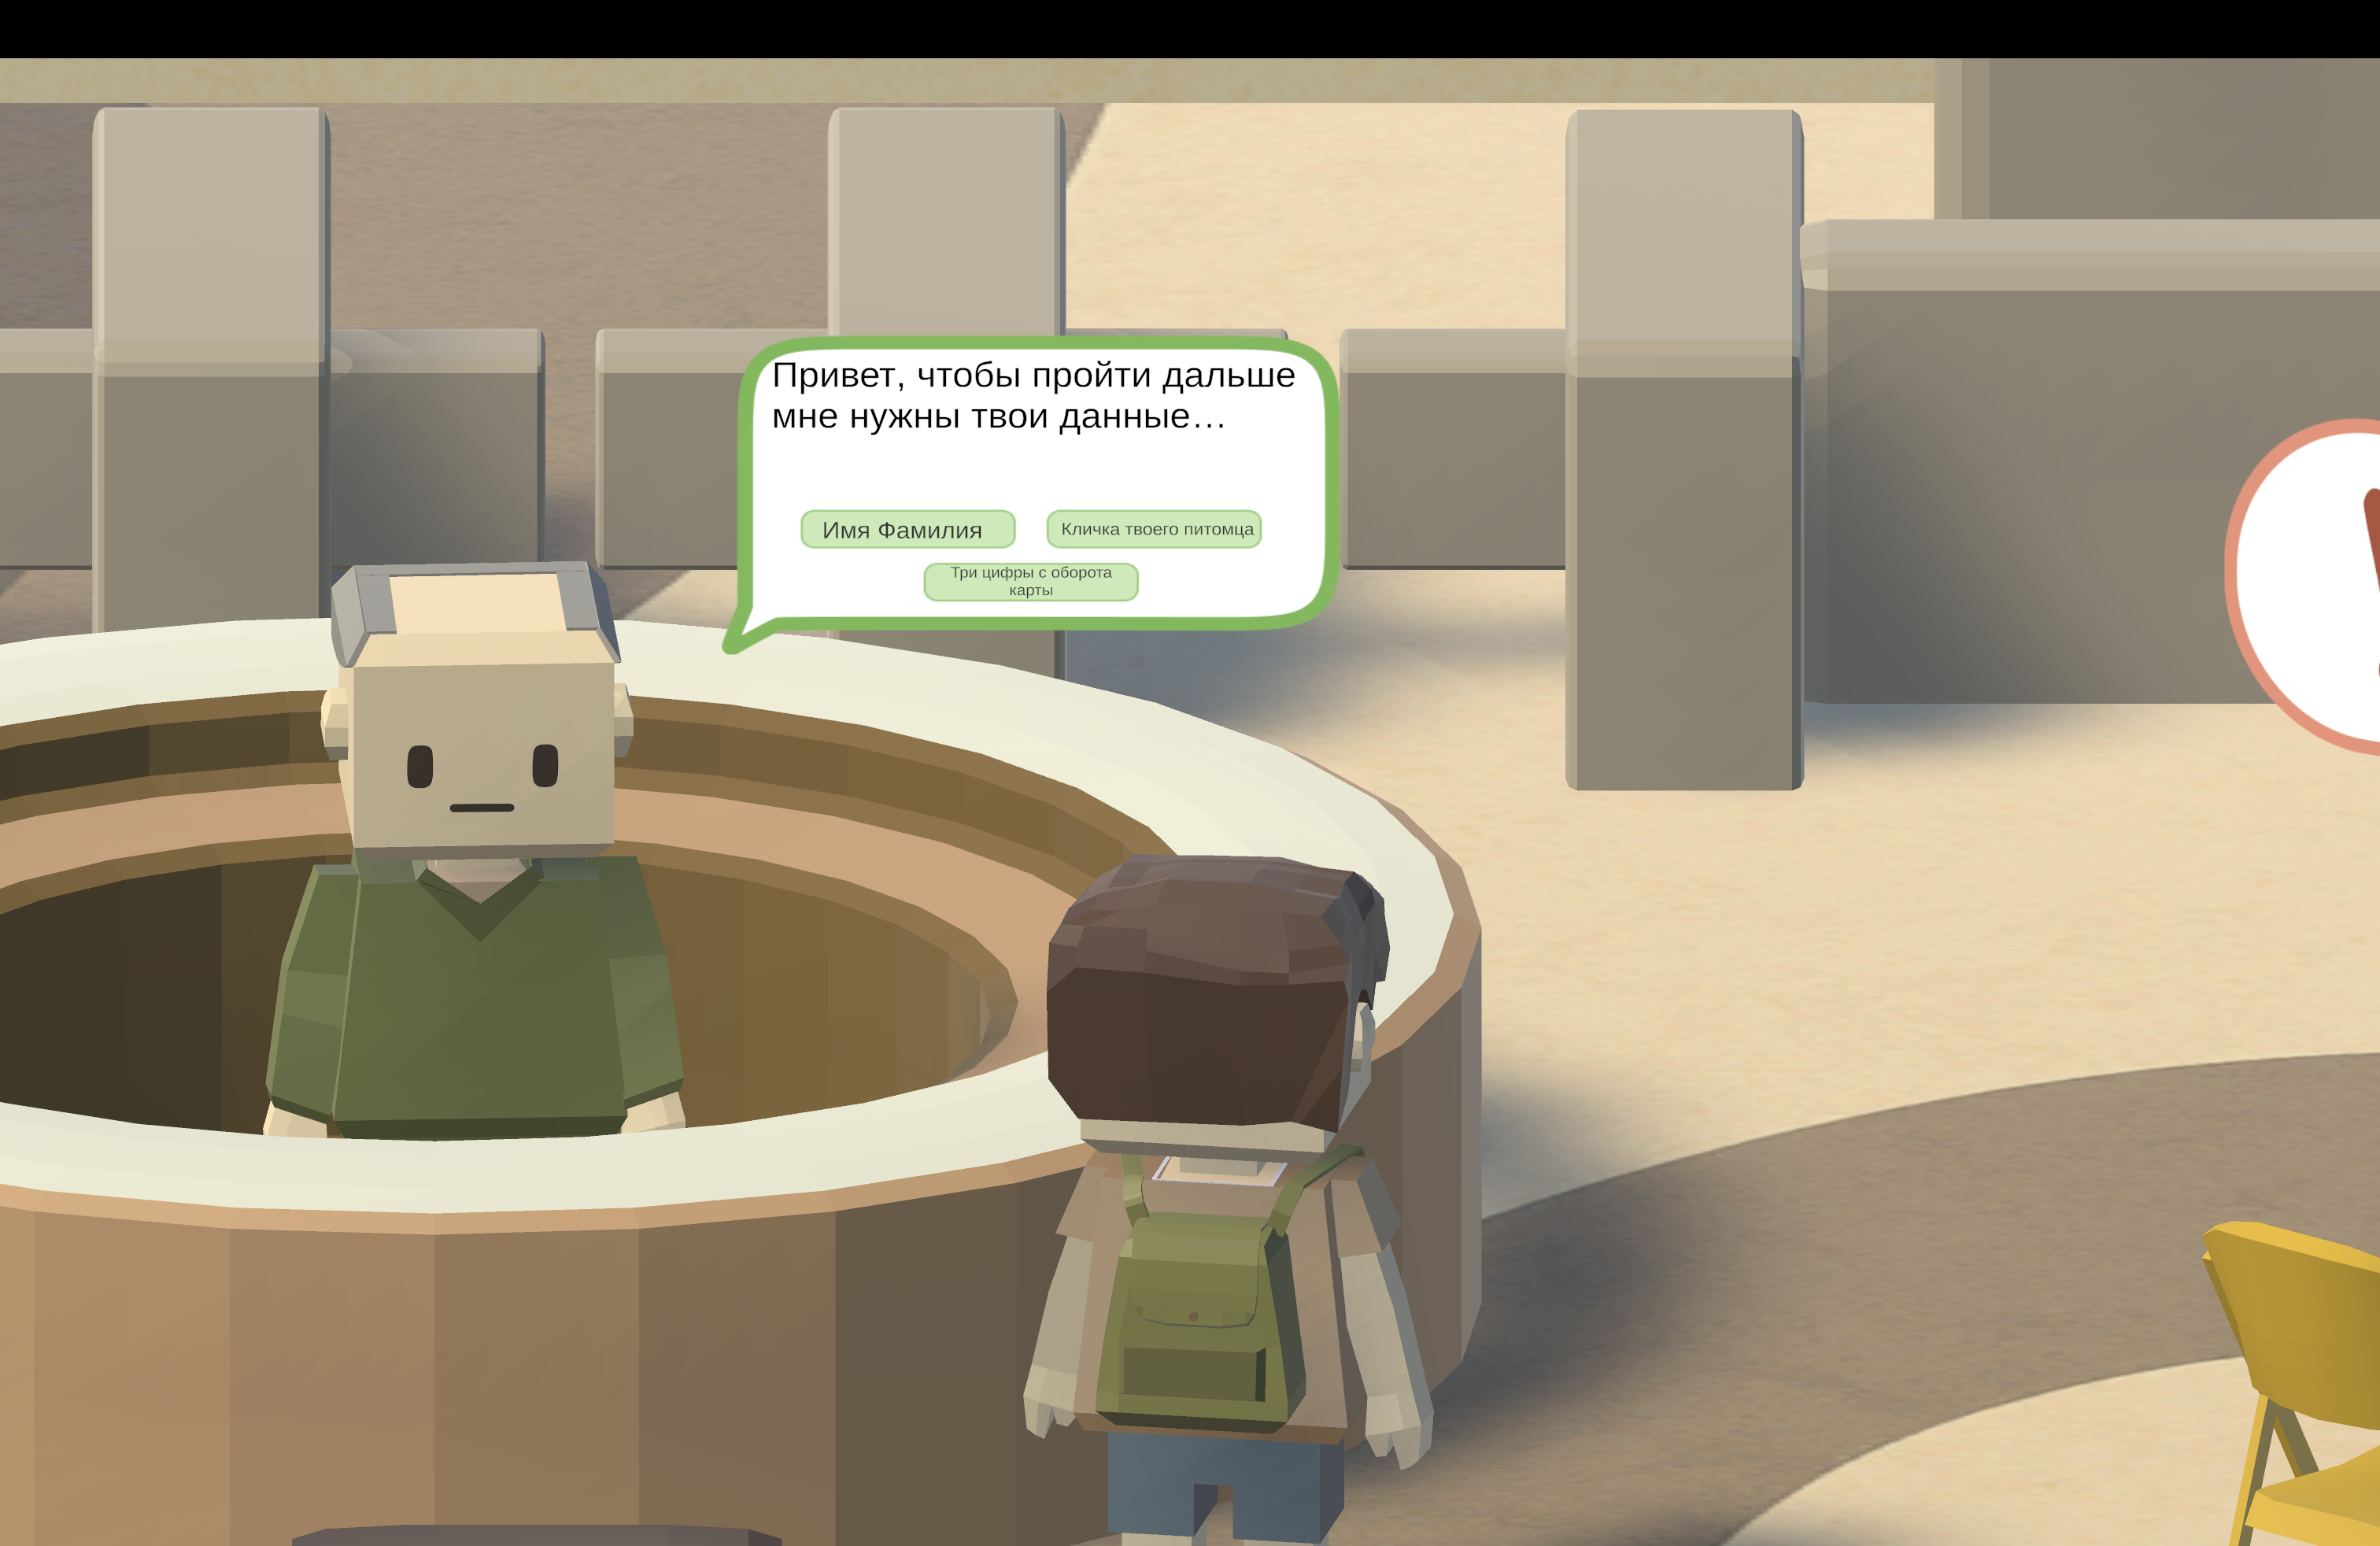 Привет, чтобы пройти дальше
мне нужны твои данные…
Имя Фамилия
Кличка твоего питомца
Три цифры с оборота
карты